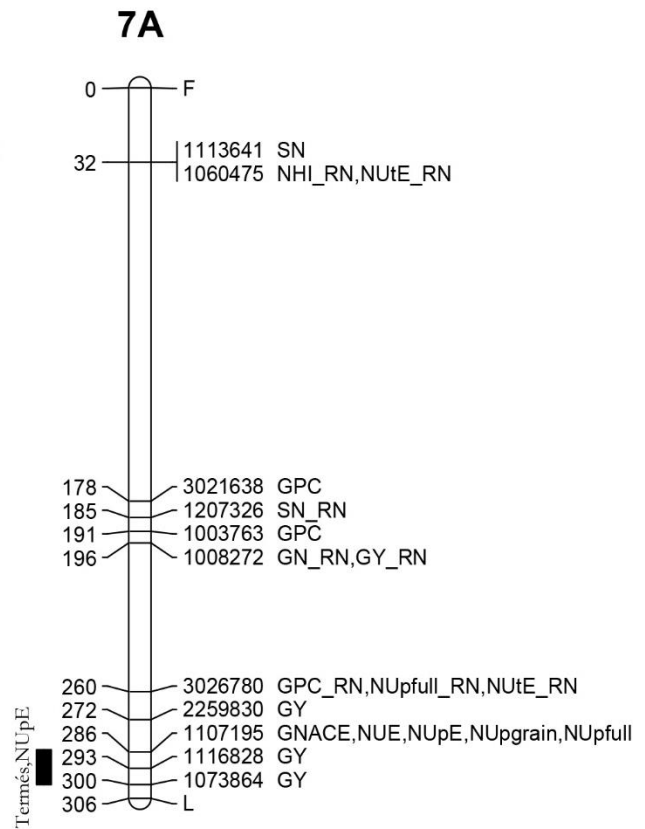 7A
0 F
1113641 SN
32
1060475 NHI_RN,NUtE_RN
178 3021638 GPC
185 1207326 SN_RN
191 1003763 GPC
196 1008272 GN_RN,GY_RN
260 3026780 GPC_RN,NUpfull_RN,NUtE_RN
272 2259830 GY
286 1107195 GNACE,NUE,NUpE,NUpgrain,NUpfull
293 1116828 GY
300 1073864 GY
306 L
Termés,NUpE